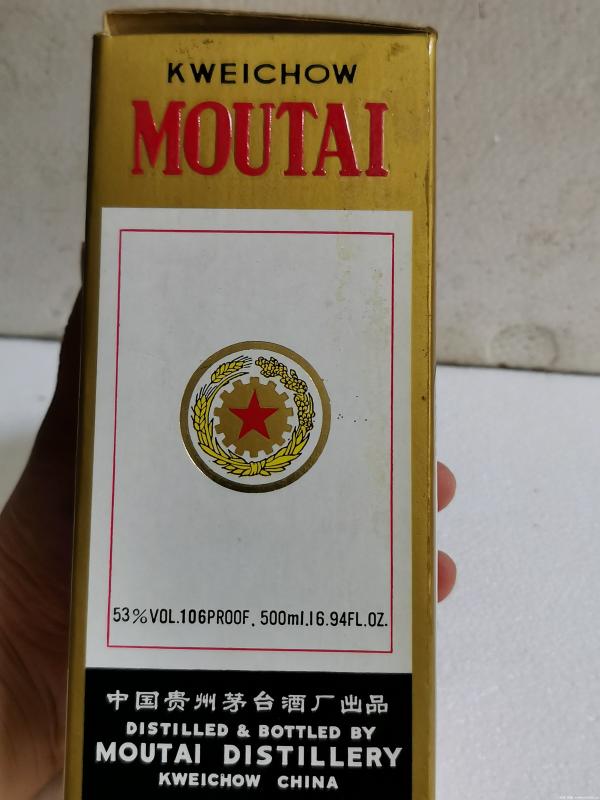 KWEICHOW
MOUTAI
53%VOL.106PROOF. 500ml.16.94FL.OZ.
中国贵州茅台酒厂出品
DISTILLED & BOTTLED BY
MOUTAI DISTILLERY
KWEICHOW CHINA